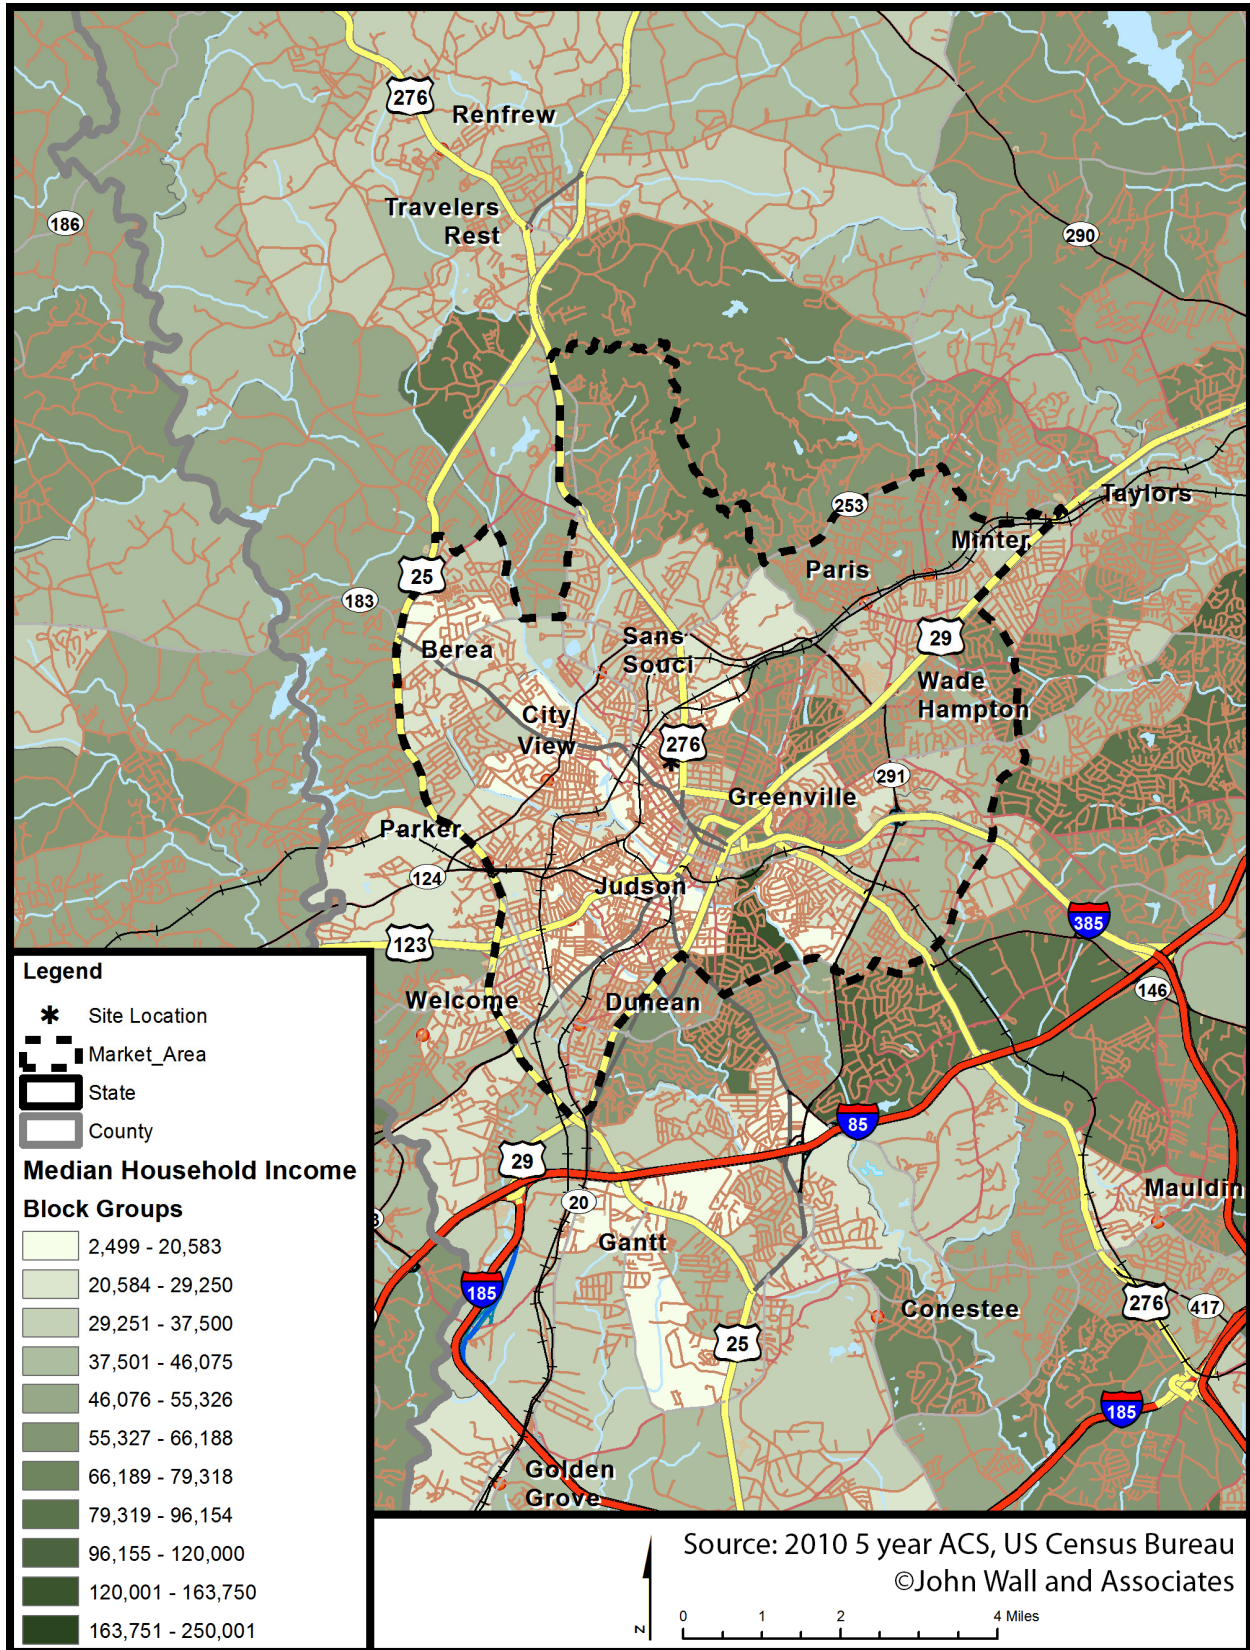 276
Renfrew
186
Travelers
Rest
290
Taylors
253
Minter
Paris
25
183
Sans
Souci
29
Berea
Wade
Hampton
City
View
276
291
Greenville
Parker
124
Judson
385
123
146
Welcome
Dunean
85
29
20
Mauldin
Gantt
185
276
417
Conestee
25
185
Golden
Grove
Legend
Site Location
Market_Area
State
County
Median Household Income
Block Groups
2,499 - 20,583
20,584 - 29,250
29,251 - 37,500
37,501 - 46,075
46,076 - 55,326
55,327 - 66,188
66,189 - 79,318
79,319 - 96,154
96,155 - 120,000
120,001 - 163,750
163,751 - 250,001
Source: 2010 5 year ACS, US Census Bureau
©John Wall and Associates
N
0 1 2 4 Miles